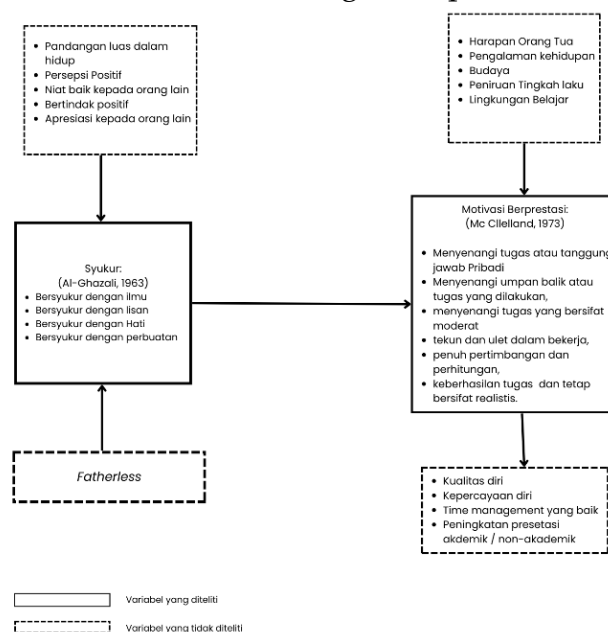 • Pandangan luas dalam
hidup
• Persepsi Positif
• Niat baik kepada orang lain
• Bertindak positif
• Apresiasi kepada orang lain
• Harapan Orang Tua
• Pengalaman kehidupan
• Budaya
• Peniruan Tingkah laku
• Lingkungan Belajar
Syukur:
(Al-Ghazali, 1963)
• Bersyukur dengan ilmu
• Bersyukur dengan lisan
• Bersyukur dengan Hati
• Bersyukur dengan perbuatan
Motivasi Berprestasi:
(Mc Cllelland, 1973)
• Menyenangi tugas atau tanggung
jawab Pribadi
• Menyenangi umpan balik atau
tugas yang dilakukan,
• menyenangi tugas yang bersifat
moderat
• tekun dan ulet dalam bekerja,
• penuh pertimbangan dan
perhitungan,
• keberhasilan tugas dan tetap
bersifat realistis.
Fatherless
• Kualitas diri
• Kepercayaan diri
• Time management yang baik
• Peningkatan presetasi
akdemik / non-akademik
Variabel yang diteliti
Variabel yang tidak diteliti